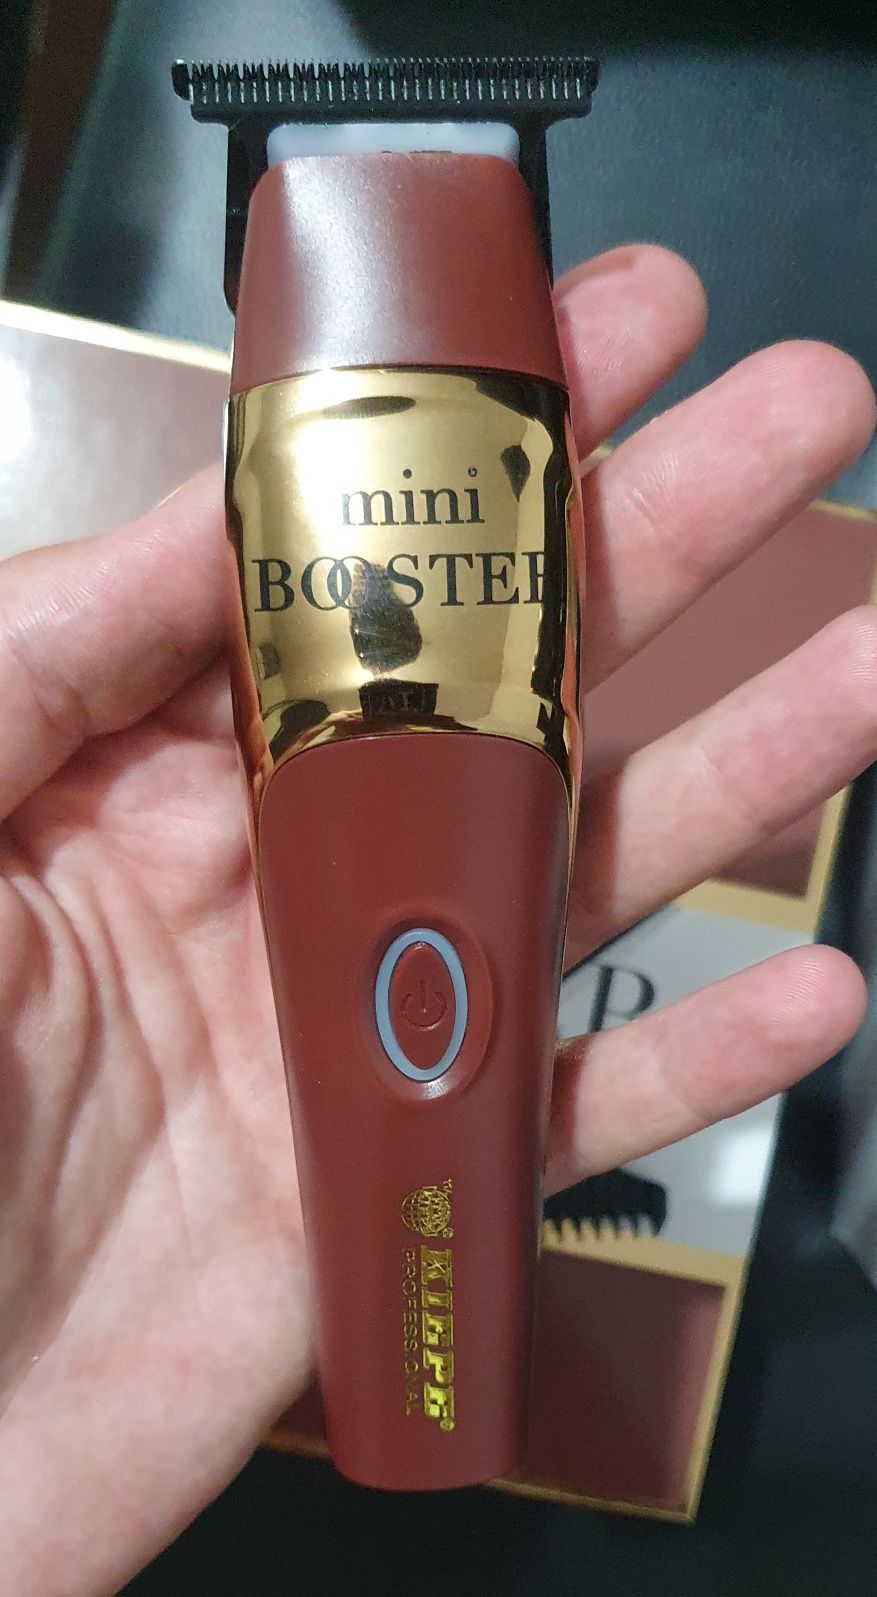 mini
BOOSTER
KIEPE
PROFESSIONAL